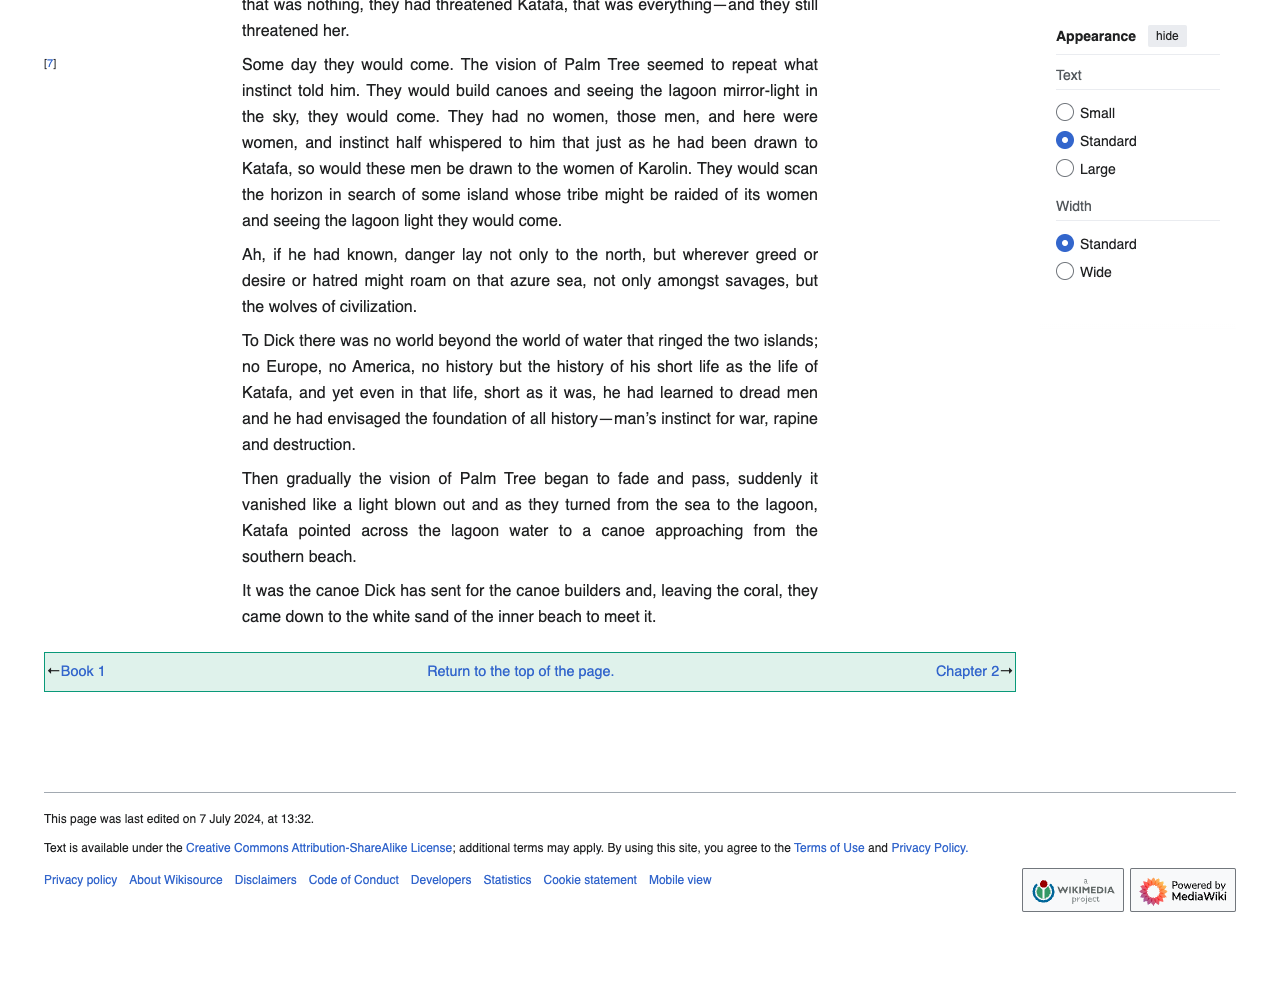 that was nothing, they had threatened Katafa, that was everything—and they still
threatened her.
[7]
Some day they would come. The vision of Palm Tree seemed to repeat what
instinct told him. They would build canoes and seeing the lagoon mirror-light in
the sky, they would come. They had no women, those men, and here were
women, and instinct half whispered to him that just as he had been drawn to
Katafa, so would these men be drawn to the women of Karolin. They would scan
the horizon in search of some island whose tribe might be raided of its women
and seeing the lagoon light they would come.
Ah, if he had known, danger lay not only to the north, but wherever greed or
desire or hatred might roam on that azure sea, not only amongst savages, but
the wolves of civilization.
To Dick there was no world beyond the world of water that ringed the two islands;
no Europe, no America, no history but the history of his short life as the life of
Katafa, and yet even in that life, short as it was, he had learned to dread men
and he had envisaged the foundation of all history—man’s instinct for war, rapine
and destruction.
Then gradually the vision of Palm Tree began to fade and pass, suddenly it
vanished like a light blown out and as they turned from the sea to the lagoon,
Katafa pointed across the lagoon water to a canoe approaching from the
southern beach.
It was the canoe Dick has sent for the canoe builders and, leaving the coral, they
came down to the white sand of the inner beach to meet it.
←Book 1 Return to the top of the page. Chapter 2→
Appearance hide
Text
Small
Standard
Large
Width
Standard
Wide
This page was last edited on 7 July 2024, at 13:32.
Text is available under the Creative Commons Attribution-ShareAlike License; additional terms may apply. By using this site, you agree to the Terms of Use and Privacy Policy.
Privacy policy About Wikisource Disclaimers Code of Conduct Developers Statistics Cookie statement Mobile view
a
WIKIMEDIA
project
Powered by
MediaWiki